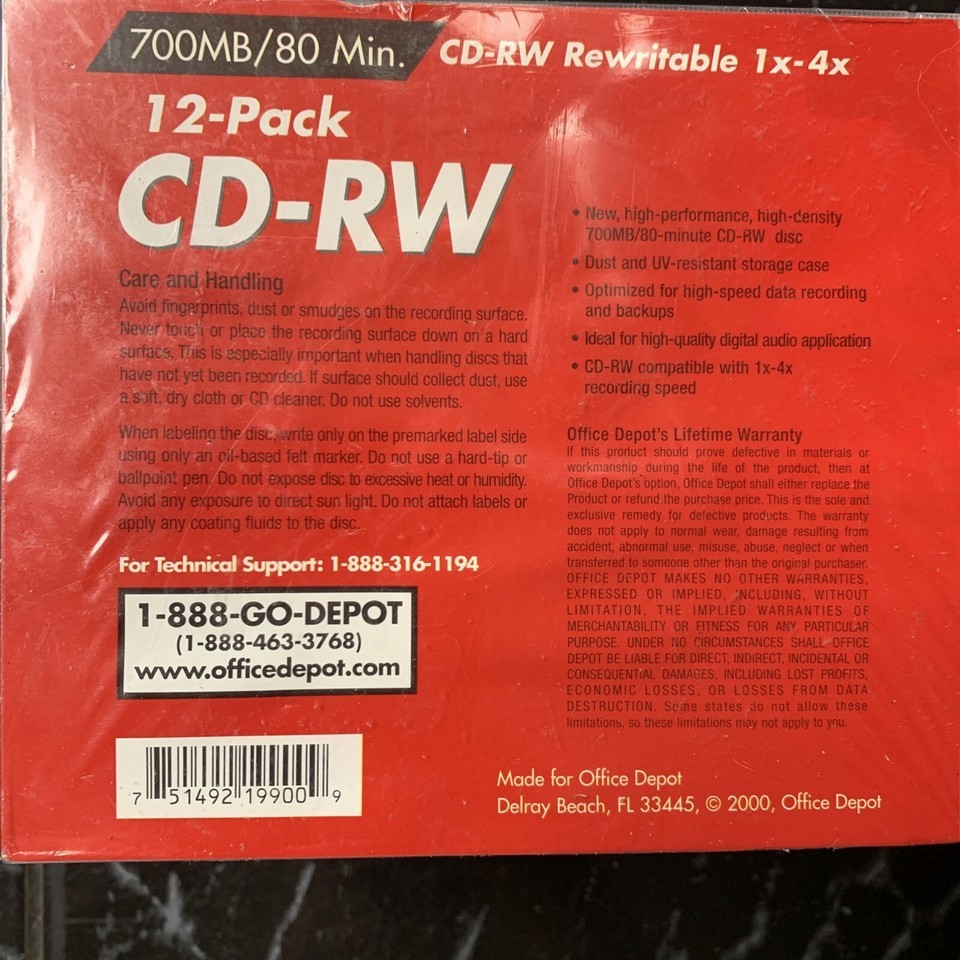 700MB/80 Min.
CD-RW Rewritable 1x-4x
12-Pack
CD-RW
Care and Handling
Avoid fingerprints, dust or smudges on the recording surface.
Never touch or place the recording surface down on a hard
surface. This is especially important when handling discs that
have not yet been recorded. If surface should collect dust, use
a soft, dry cloth or CD cleaner. Do not use solvents.
When labeling the disc, write only on the premarked label side
using only an oil-based felt marker. Do not use a hard-tip or
ballpoint pen. Do not expose disc to excessive heat or humidity.
Avoid any exposure to direct sun light. Do not attach labels or
apply any coating fluids to the disc.
For Technical Support: 1-888-316-1194
1-888-GO-DEPOT
(1-888-463-3768)
www.officedepot.com
7 51492 19900 9
• New, high-performance, high-density
700MB/80-minute CD-RW disc
• Dust and UV-resistant storage case
• Optimized for high-speed data recording
and backups
• Ideal for high-quality digital audio application
• CD-RW compatible with 1x-4x
recording speed
Office Depot's Lifetime Warranty
If this product should prove defective in materials or
workmanship during the life of the product, then at
Office Depot's option, Office Depot shall either replace the
Product or refund the purchase price. This is the sole and
exclusive remedy for defective products. The warranty
does not apply to normal wear, damage resulting from
accident, abnormal use, misuse, abuse, neglect or when
transferred to someone other than the original purchaser.
OFFICE DEPOT MAKES NO OTHER WARRANTIES,
EXPRESSED OR IMPLIED, INCLUDING, WITHOUT
LIMITATION, THE IMPLIED WARRANTIES OF
MERCHANTABILITY OR FITNESS FOR ANY PARTICULAR
PURPOSE. UNDER NO CIRCUMSTANCES SHALL OFFICE
DEPOT BE LIABLE FOR DIRECT, INDIRECT, INCIDENTAL OR
CONSEQUENTIAL DAMAGES, INCLUDING LOST PROFITS,
ECONOMIC LOSSES, OR LOSSES FROM DATA
DESTRUCTION. Some states do not allow these
limitations, so these limitations may not apply to you.
Made for Office Depot
Delray Beach, FL 33445, © 2000, Office Depot